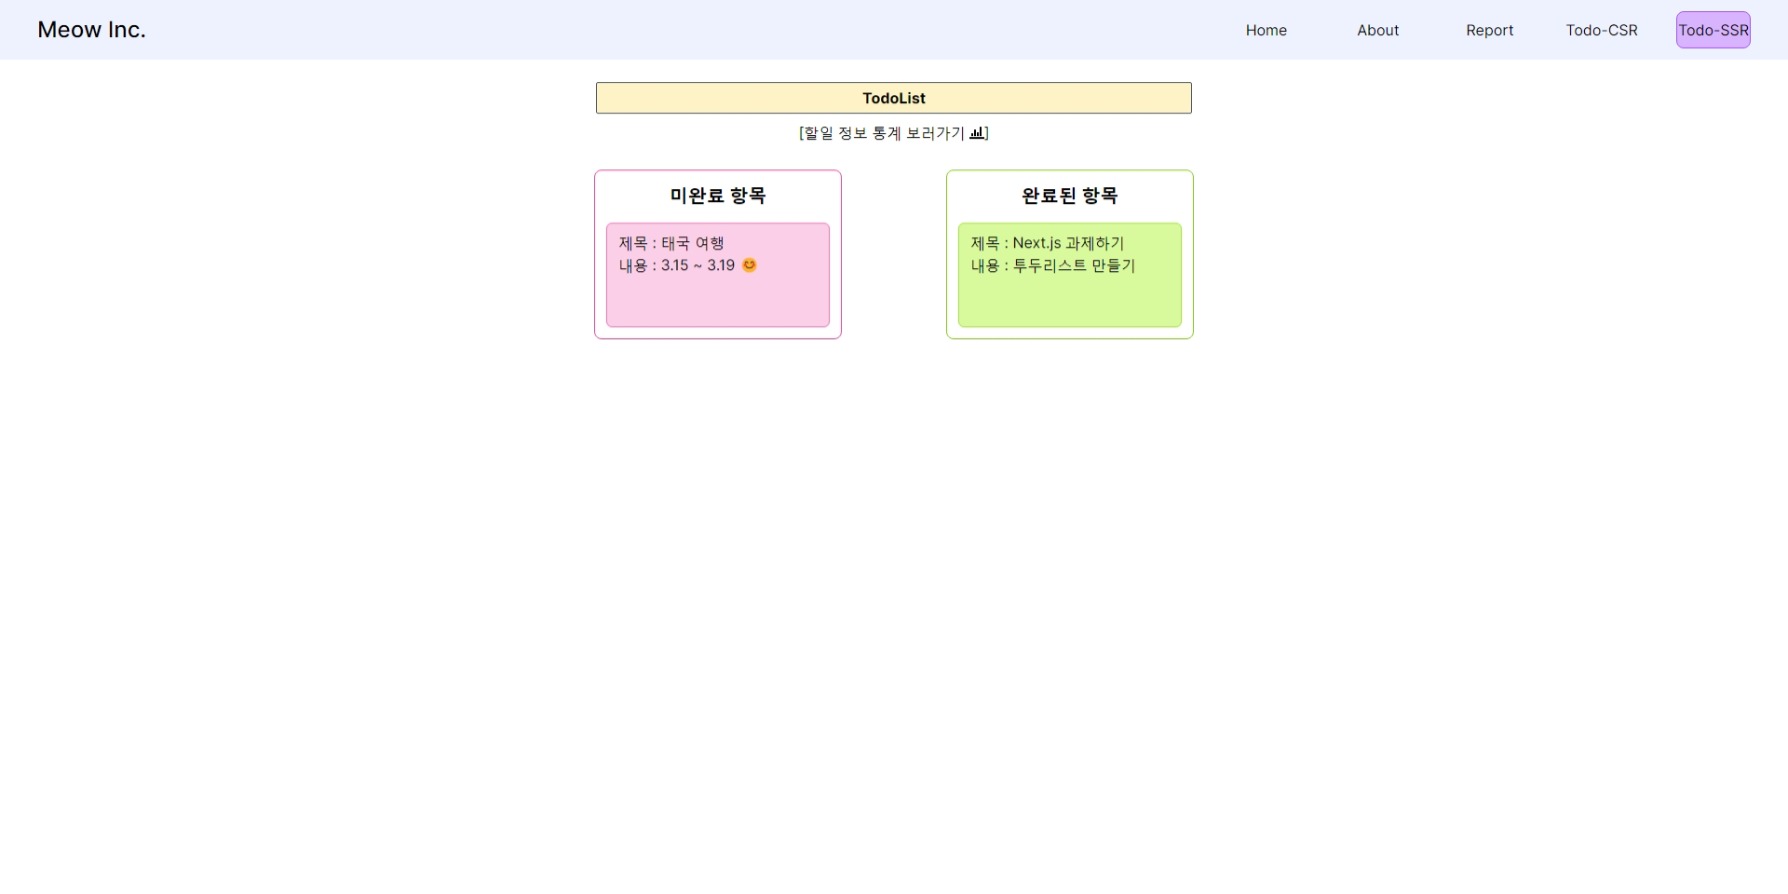 Meow Inc.
Home About Report Todo-CSR Todo-SSR
TodoList
[할일 정보 통계 보러가기 ]
미완료 항목
제목 : 태국 여행
내용 : 3.15 ~ 3.19 😊
완료된 항목
제목 : Next.js 과제하기
내용 : 투두리스트 만들기